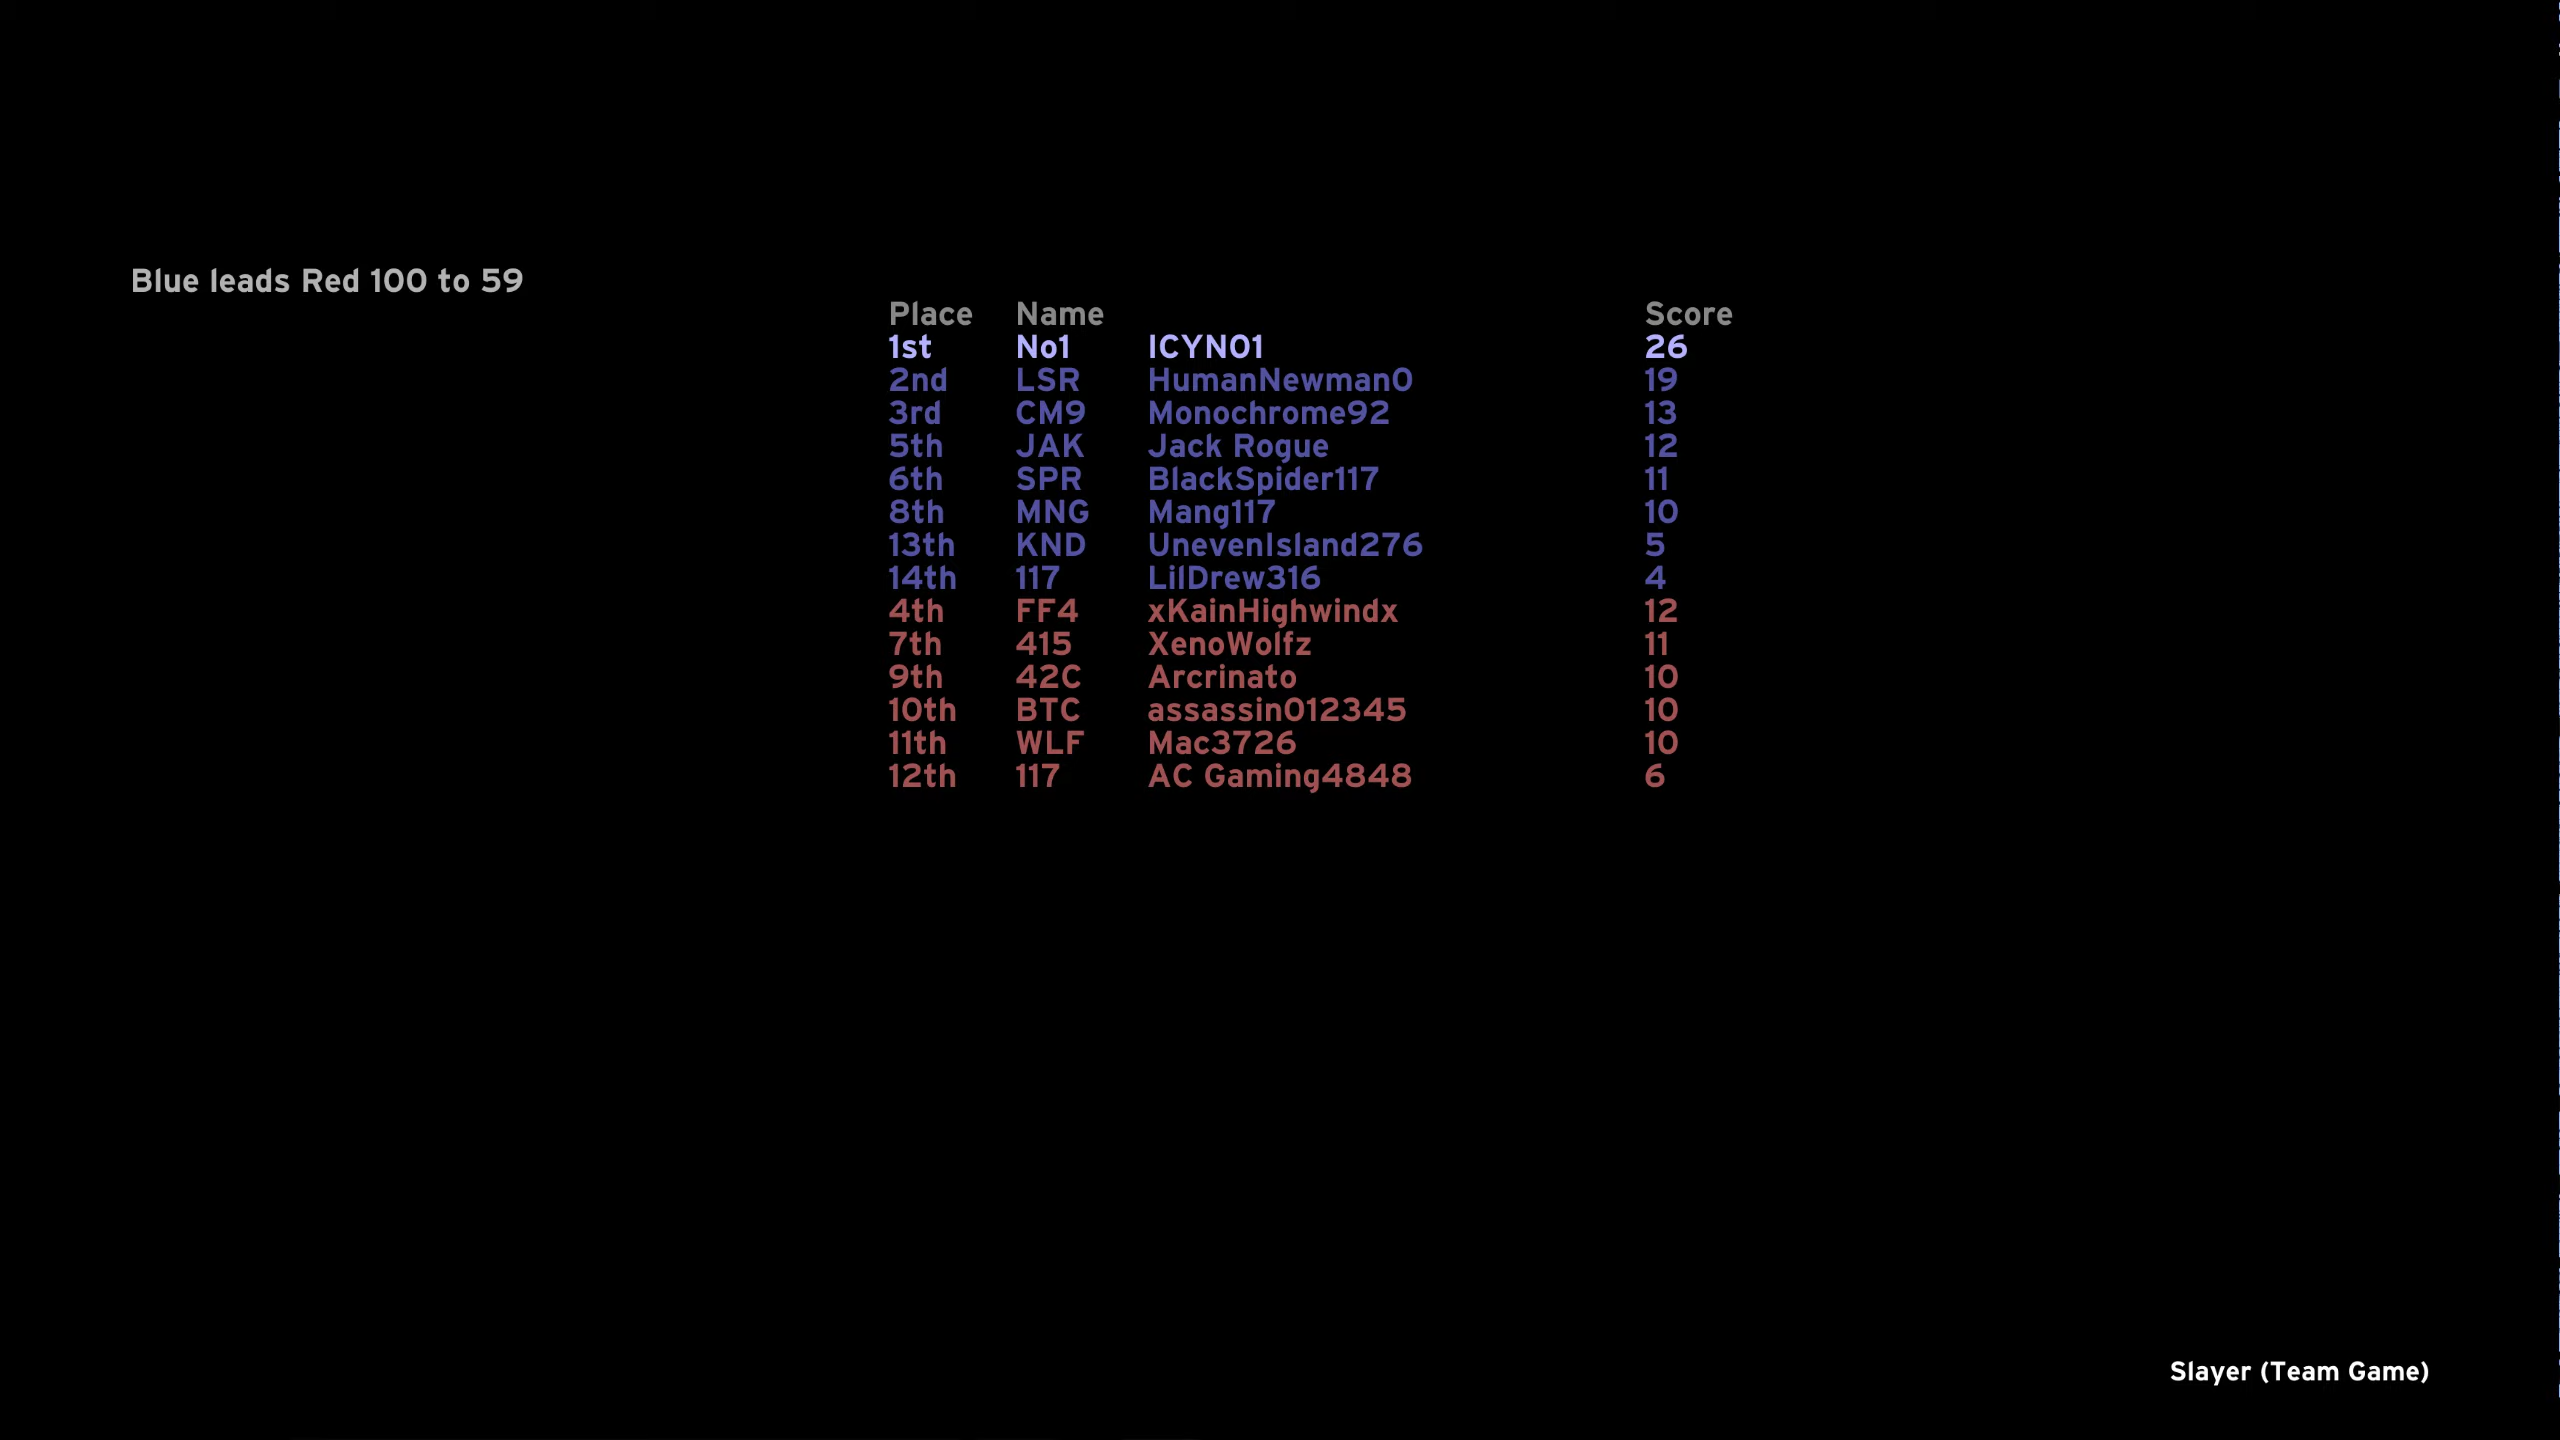 Blue leads Red 100 to 59
Place Name Score
1st No1 ICYNO1 26
2nd LSR HumanNewman0 19
3rd CM9 Monochrome92 13
5th JAK Jack Rogue 12
6th SPR BlackSpider117 11
8th MNG Mang117 10
13th KND UnevenIsland276 5
14th 117 LilDrew316 4
4th FF4 xKainHighwindx 12
7th 415 XenoWolfz 11
9th 42C Arcrinato 10
10th BTC assassin012345 10
11th WLF Mac3726 10
12th 117 AC Gaming4848 6
Slayer (Team Game)